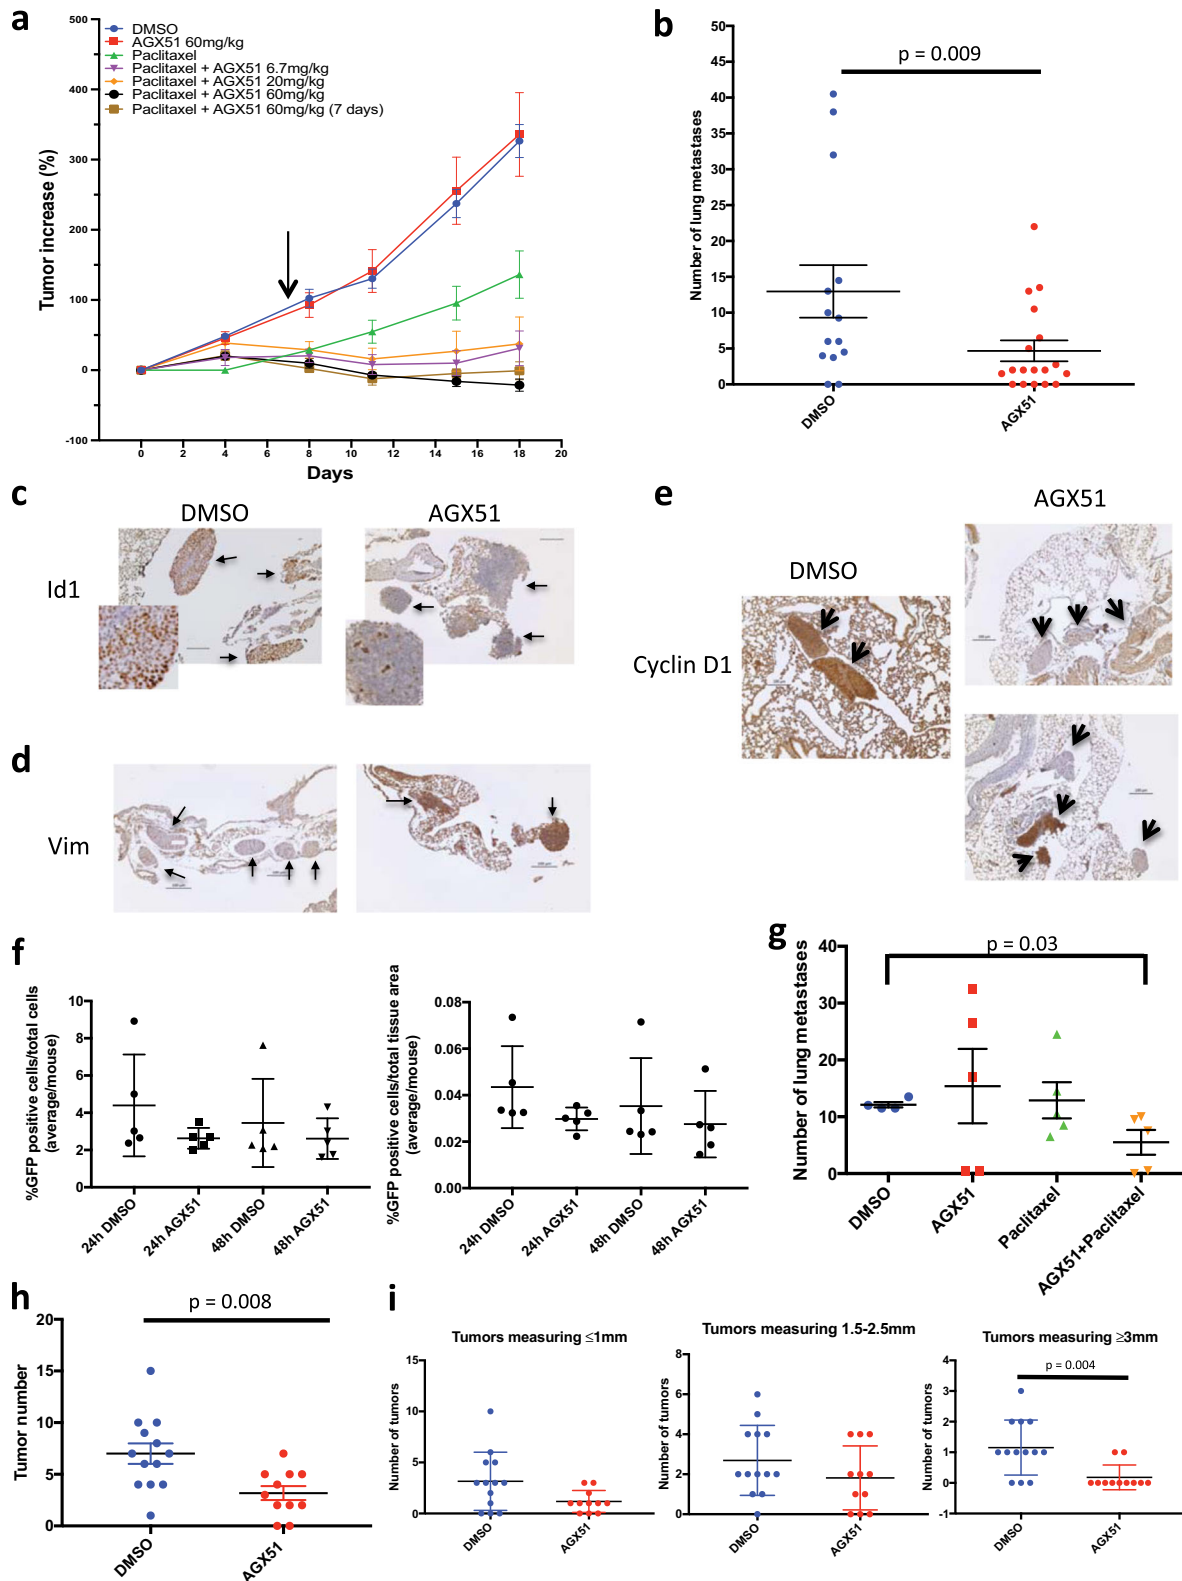 a
500
400
300
200
100
0
-100
Tumor increase (%)
DMSO
AGX51 60mg/kg
Paclitaxel
Paclitaxel + AGX51 6.7mg/kg
Paclitaxel + AGX51 20mg/kg
Paclitaxel + AGX51 60mg/kg
Paclitaxel + AGX51 60mg/kg (7 days)
0 2 4 6 8 10 12 14 16 18 20
Days
b
p = 0.009
50
45
40
35
30
25
20
15
10
5
0
Number of lung metastases
DMSO
AGX51
c
DMSO
AGX51
Id1
d
Vim
e
AGX51
DMSO
Cyclin D1
f
10
8
6
4
2
0
%GFP positive cells/total cells
(average/mouse)
24h DMSO
24h AGX51
48h DMSO
48h AGX51
0.08
0.06
0.04
0.02
0.00
%GFP positive cells/total tissue area
(average/mouse)
24h DMSO
24h AGX51
48h DMSO
48h AGX51
g
p = 0.03
40
30
20
10
0
Number of lung metastases
DMSO
AGX51
Paclitaxel
AGX51+Paclitaxel
h
p = 0.008
20
15
10
5
0
Tumor number
DMSO
AGX51
i
Tumors measuring ≤1mm
15
10
5
0
Number of tumors
DMSO
AGX51
Tumors measuring 1.5-2.5mm
8
6
4
2
0
Number of tumors
DMSO
AGX51
Tumors measuring ≥3mm
p = 0.004
4
3
2
1
0
-1
Number of tumors
DMSO
AGX51